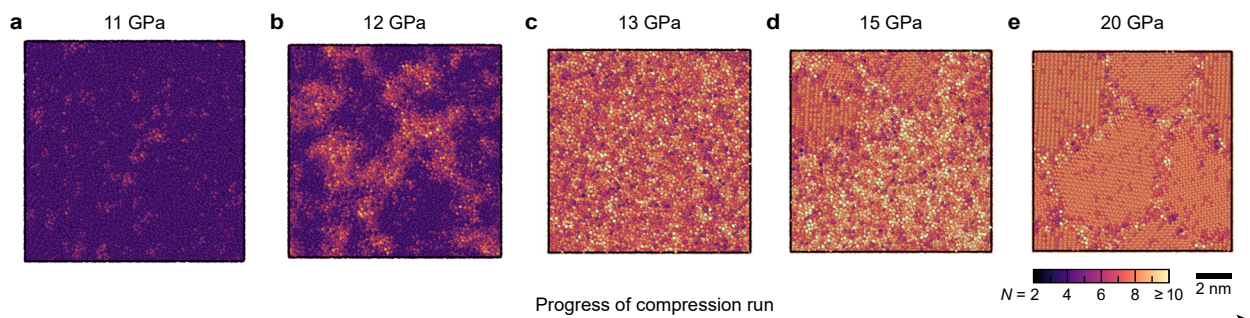 a 11 GPa
b 12 GPa
c 13 GPa
d 15 GPa
e 20 GPa
N = 2 4 6 8 ≥ 10
2 nm
Progress of compression run